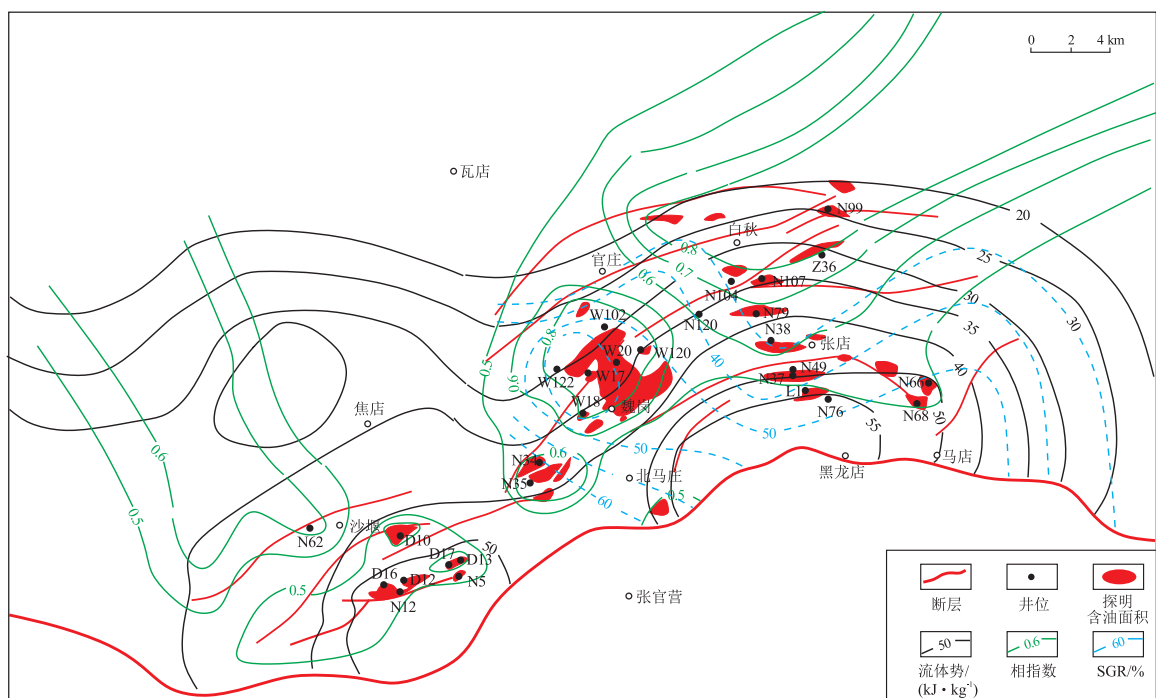 0 2 4 km
瓦店
20
N99
白秋
0.8
25
Z36
官庄
0.7
0.6
N104
N107
30
30
N120
N79
35
W102
N38
张店
0.8
40
W20
W120
0.5
0.6
W122
W17
N49
N37
40
N66
L1
N76
N68
W18
魏岗
50
焦店
50
50
55
0.6
0.6
N34
N35
北马庄
黑龙店
马店
60
0.5
0.5
N62
沙堰
D10
50
D17
D13
0.5
D16
D12
N5
N12
张官营
断层
井位
探明
含油面积
50
0.6
60
流体势/
(kJ·kg⁻¹)
相指数
SGR/%